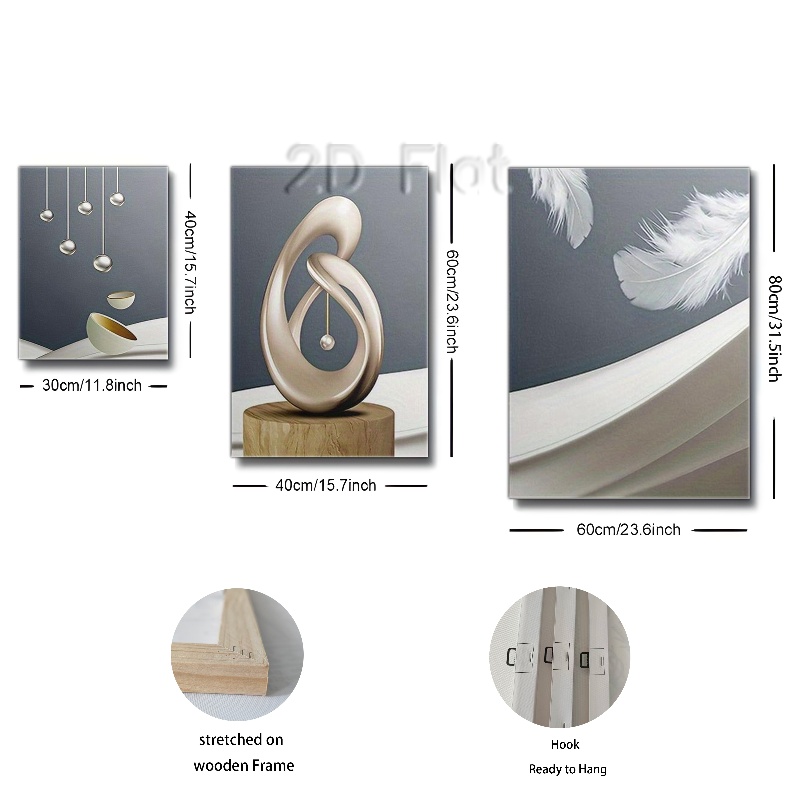 2D Flat
40cm/15.7inch
30cm/11.8inch
60cm/23.6inch
40cm/15.7inch
80cm/31.5inch
60cm/23.6inch
stretched on
wooden Frame
Hook
Ready to Hang